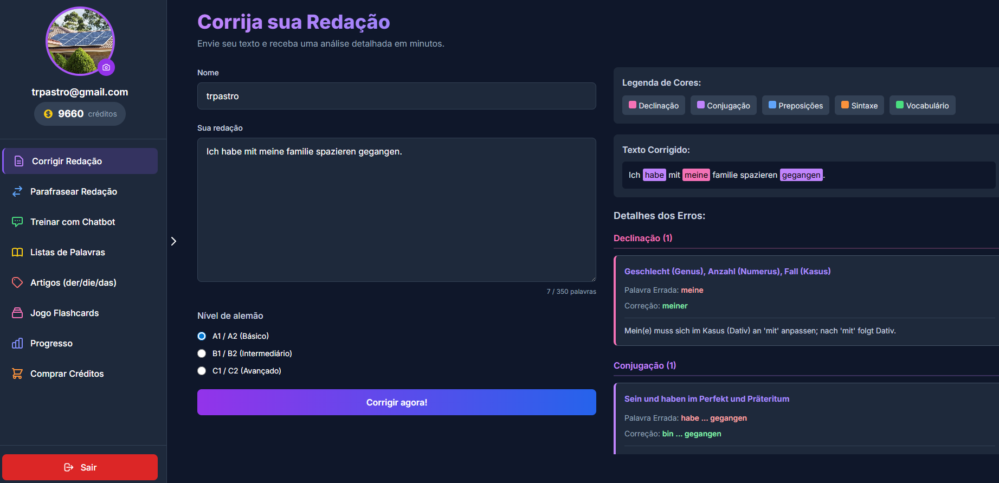 trpastro@gmail.com
9660 créditos
Corrigir Redação
Parafrasear Redação
Treinar com Chatbot
Listas de Palavras
Artigos (der/die/das)
Jogo Flashcards
Progresso
Comprar Créditos
Sair
Corrija sua Redação
Envie seu texto e receba uma análise detalhada em minutos.
Nome
trpastro
Sua redação
Ich habe mit meine familie spazieren gegangen.
7 / 350 palavras
Nível de alemão
A1 / A2 (Básico)
B1 / B2 (Intermediário)
C1 / C2 (Avançado)
Corrigir agora!
Legenda de Cores:
Declinação Conjugação Preposições Sintaxe Vocabulário
Texto Corrigido:
Ich habe mit meine familie spazieren gegangen.
Detalhes dos Erros:
Declinação (1)
Geschlecht (Genus), Anzahl (Numerus), Fall (Kasus)
Palavra Errada: meine
Correção: meiner
Mein(e) muss sich im Kasus (Dativ) an 'mit' anpassen; nach 'mit' folgt Dativ.
Conjugação (1)
Sein und haben im Perfekt und Präteritum
Palavra Errada: habe ... gegangen
Correção: bin ... gegangen